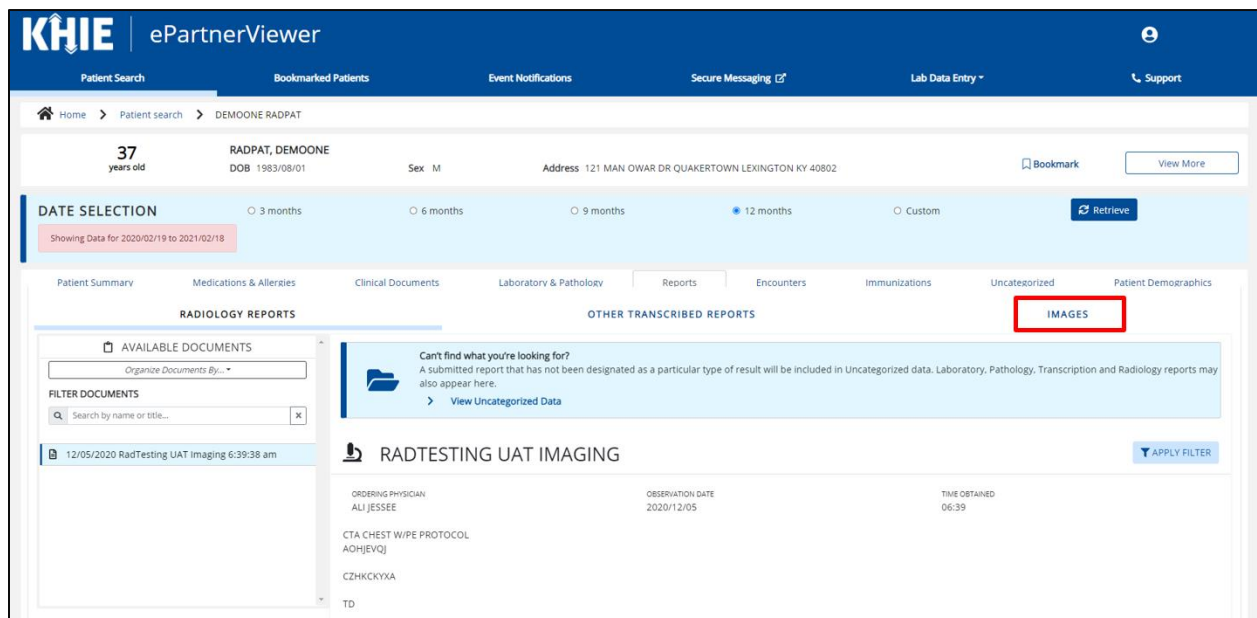 KHIE ePartnerViewer
Patient Search Bookmarked Patients Event Notifications Secure Messaging Lab Data Entry Support
Home > Patient search > DEMOONE RADPAT
37 RADPAT, DEMOONE
years old DOB 1983/08/01 Sex M Address 121 MAN OWAR DR QUAKERTOWN LEXINGTON KY 40802 Bookmark View More
DATE SELECTION 3 months 6 months 9 months 12 months Custom Retrieve
Showing Data for 2020/02/19 to 2021/02/18
Patient Summary Medications & Allergies Clinical Documents Laboratory & Pathology Reports Encounters Immunizations Uncategorized Patient Demographics
RADIOLOGY REPORTS OTHER TRANSCRIBED REPORTS IMAGES
AVAILABLE DOCUMENTS
Organize Documents By...
FILTER DOCUMENTS
Search by name or title... x
12/05/2020 RadTesting UAT Imaging 6:39:38 am
Can't find what you're looking for?
A submitted report that has not been designated as a particular type of result will be included in Uncategorized data. Laboratory, Pathology, Transcription and Radiology reports may
also appear here.
> View Uncategorized Data
RADTESTING UAT IMAGING APPLY FILTER
ORDERING PHYSICIAN OBSERVATION DATE TIME OBTAINED
ALI JESSEE 2020/12/05 06:39
CTA CHEST W/PE PROTOCOL
AOHJEVQJ
CZHKCKYXA
TD